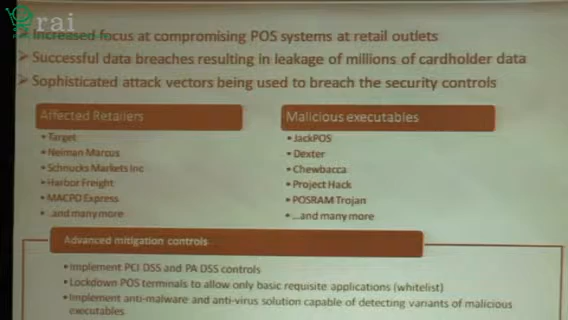 rai
Increased focus at compromising POS systems at retail outlets
Successful data breaches resulting in leakage of millions of cardholder data
Sophisticated attack vectors being used to breach the security controls
Affected Retailers
Target
Neiman Marcus
Schnucks Markets Inc
Harbor Freight
MACPO Express
..and many more
Malicious executables
JackPOS
Dexter
Chewbacca
Project Hack
POSRAM Trojan
..and many more
Advanced mitigation controls
Implement PCI DSS and PA DSS controls
Lockdown POS terminals to allow only basic requisite applications (whitelist)
Implement anti-malware and anti-virus solution capable of detecting variants of malicious
executables